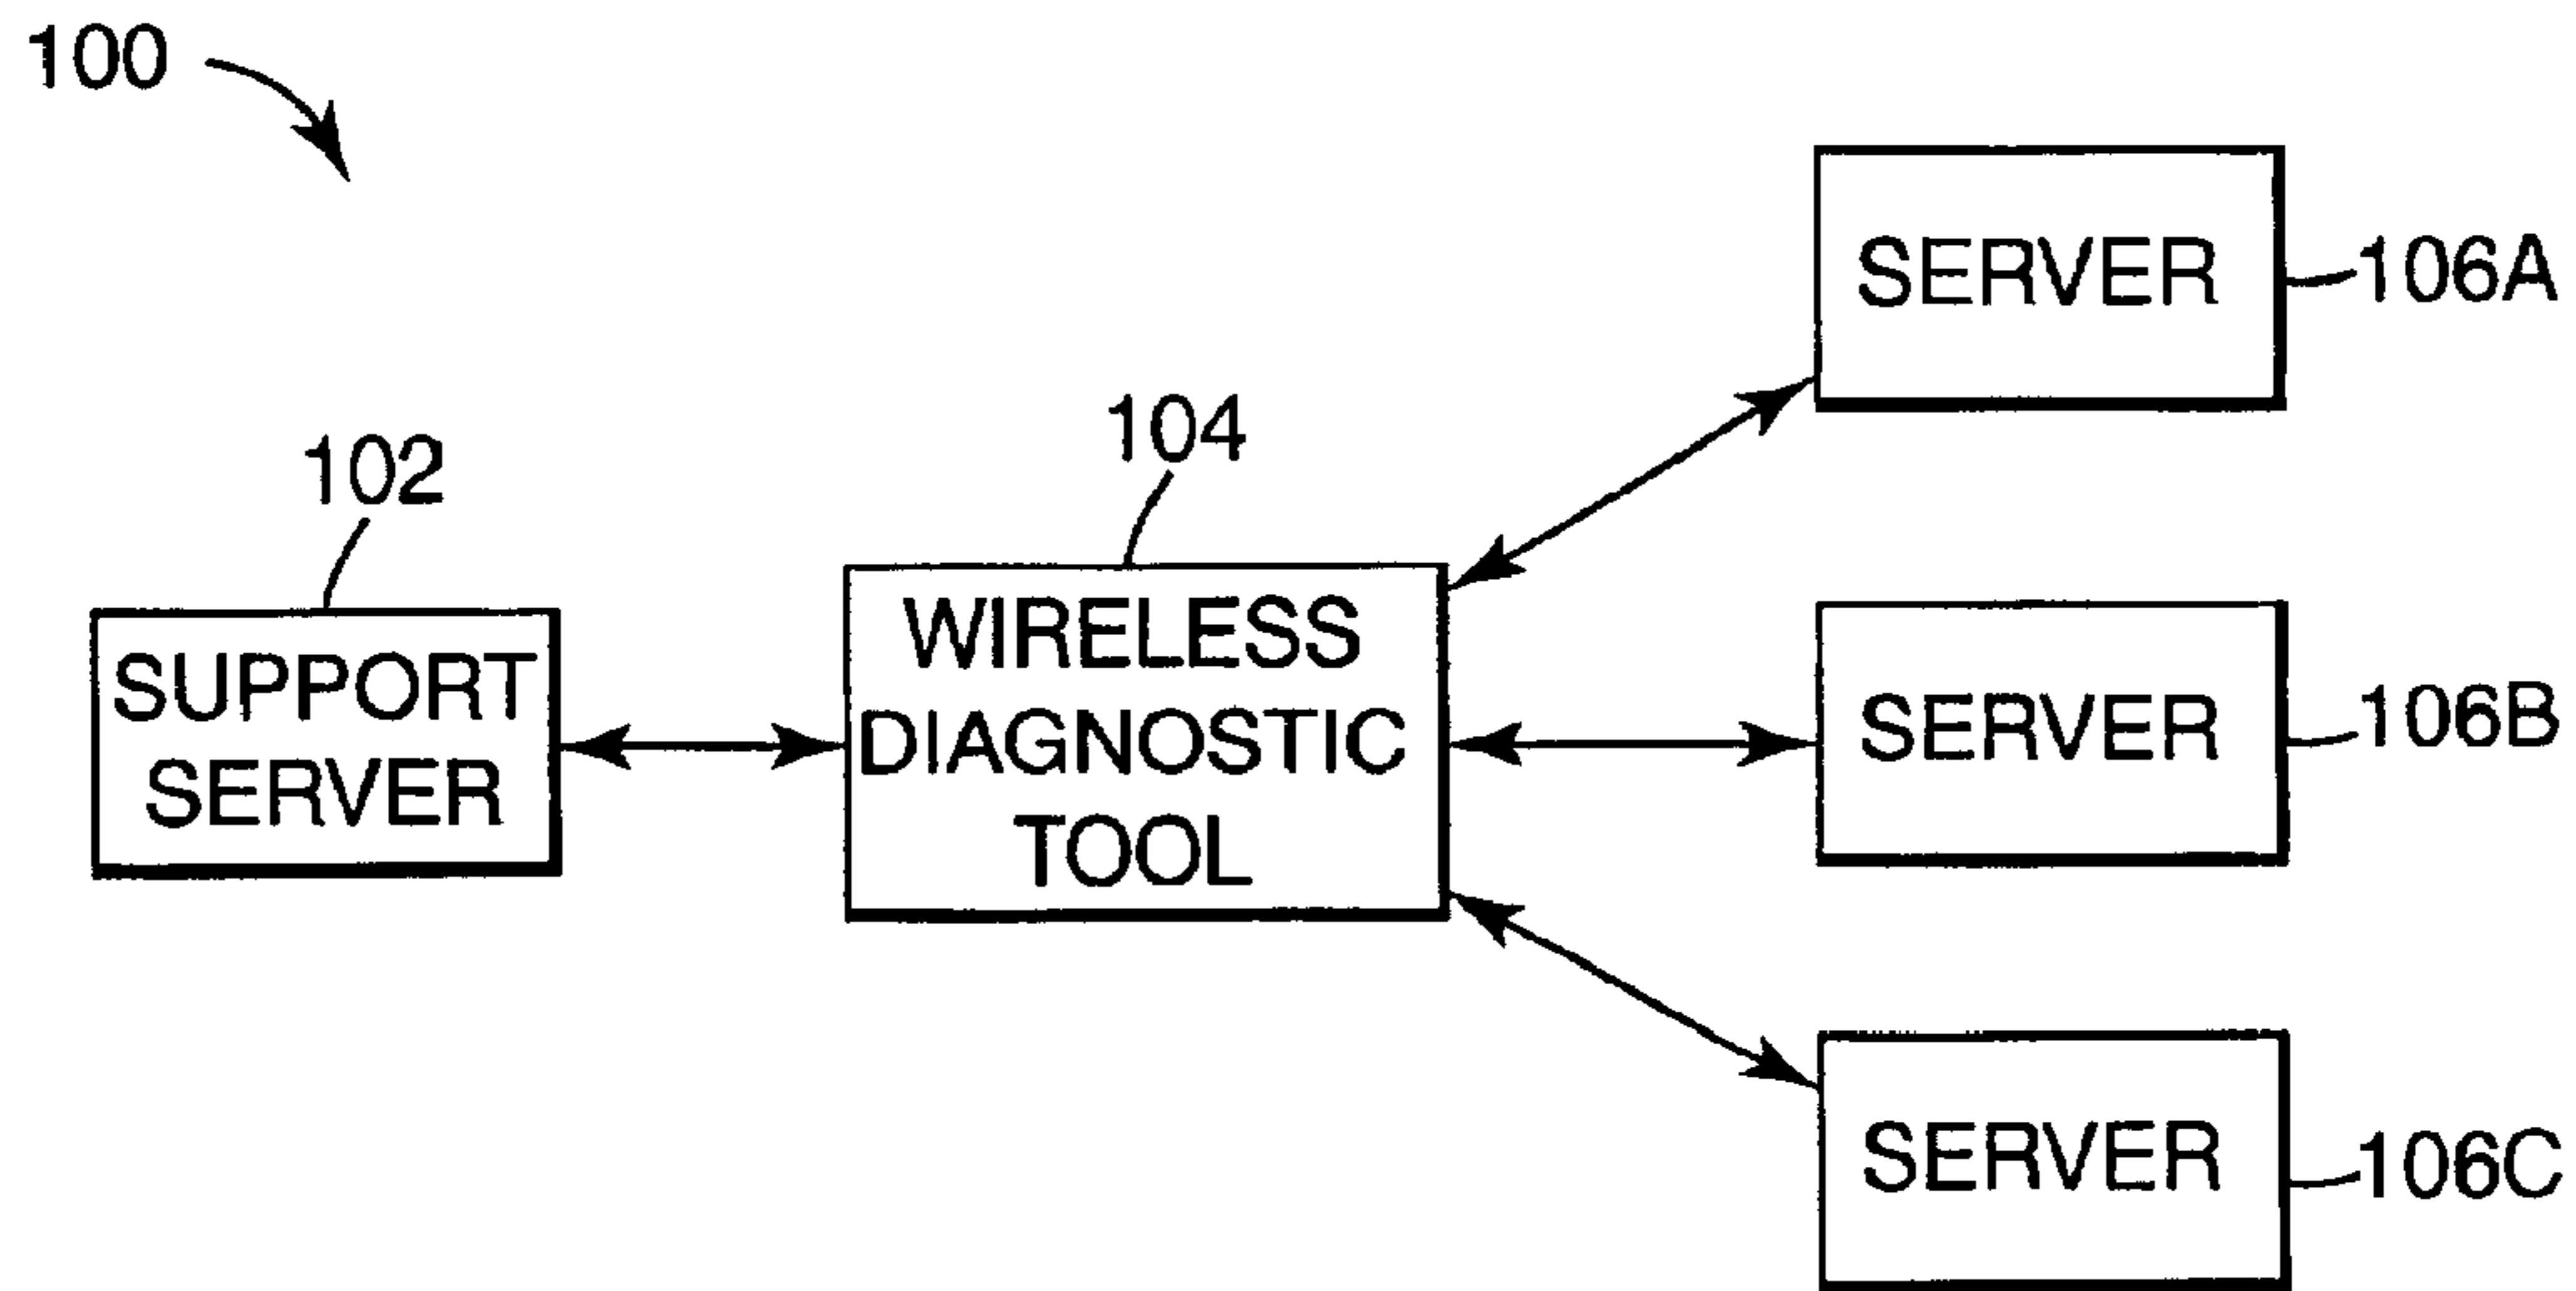 100
SERVER
106A
104
102
WIRELESS
DIAGNOSTIC
TOOL
SUPPORT
SERVER
SERVER
106B
SERVER
106C